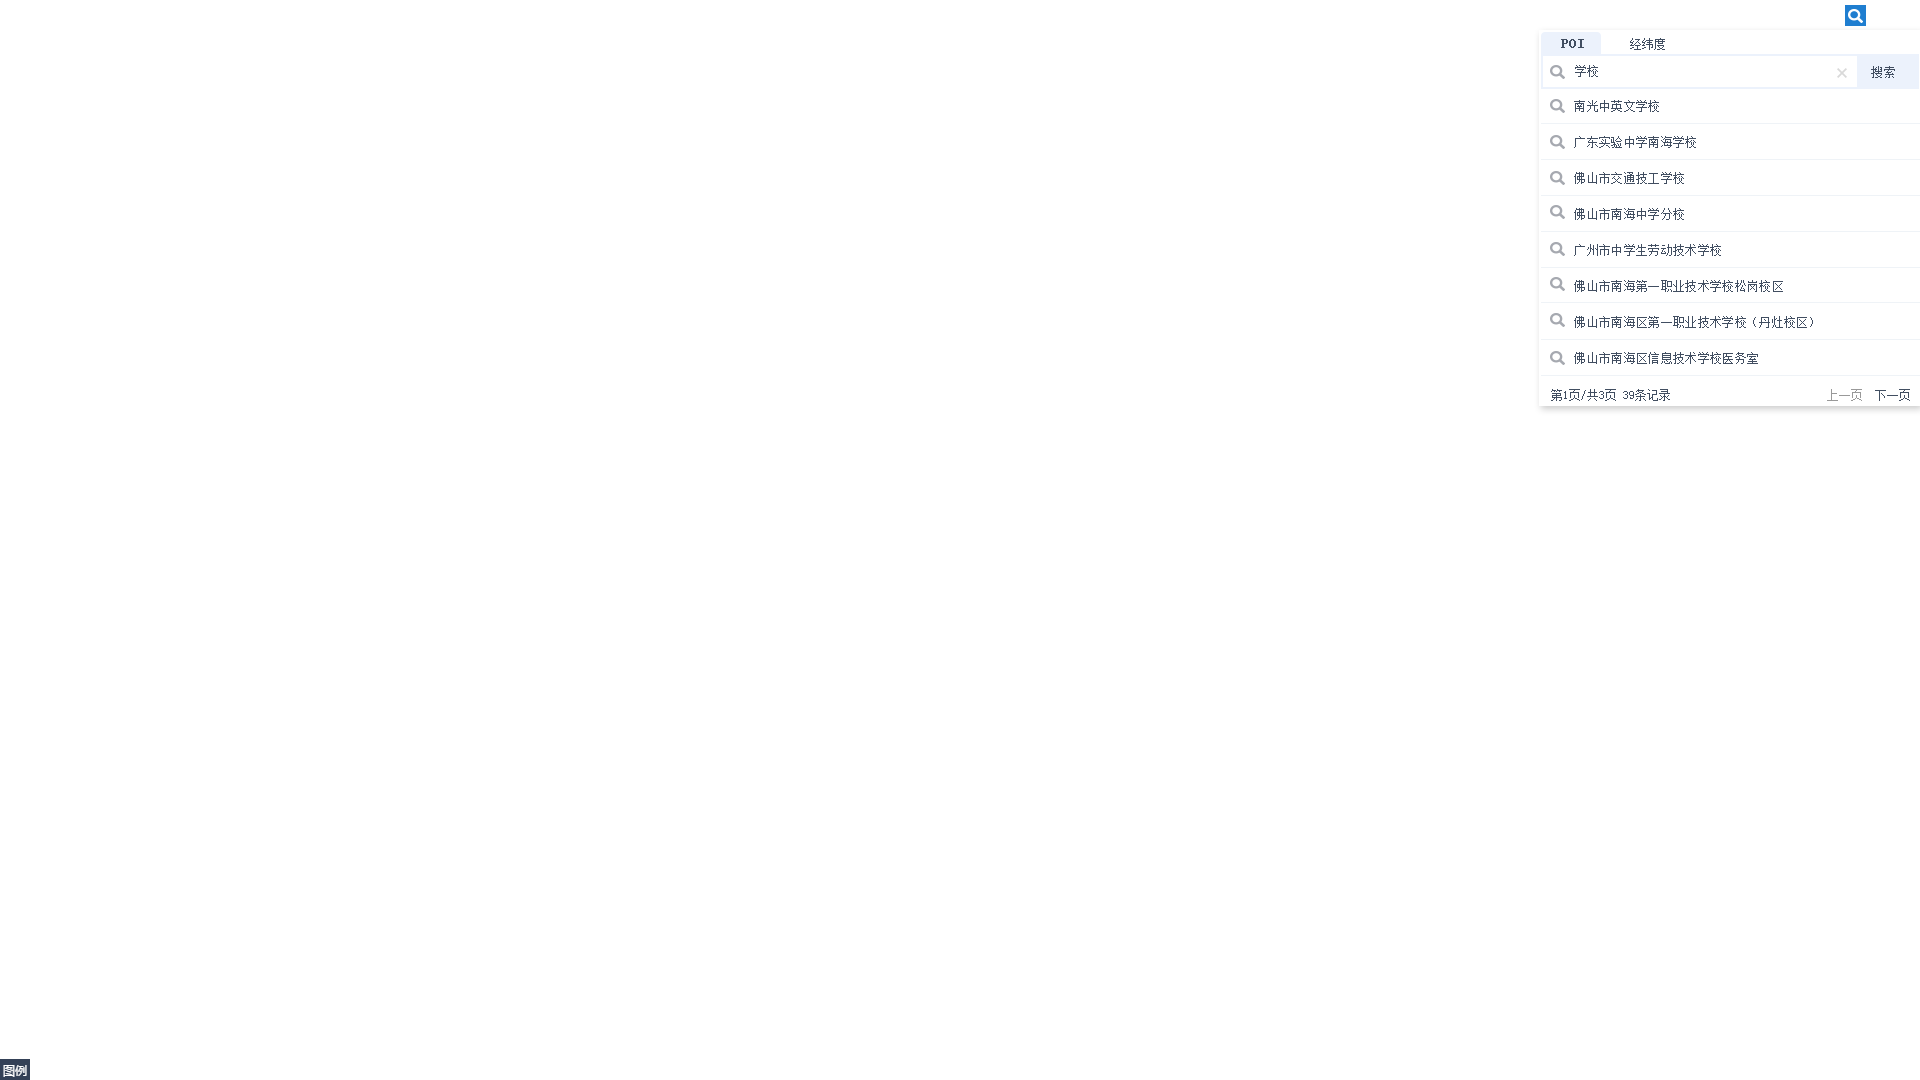 POI 经纬度
学校 搜索
南光中英文学校
广东实验中学南海学校
佛山市交通技工学校
佛山市南海中学分校
广州市中学生劳动技术学校
佛山市南海第一职业技术学校松岗校区
佛山市南海区第一职业技术学校（丹灶校区）
佛山市南海区信息技术学校医务室
第1页/共3页 39条记录 上一页 下一页
图例